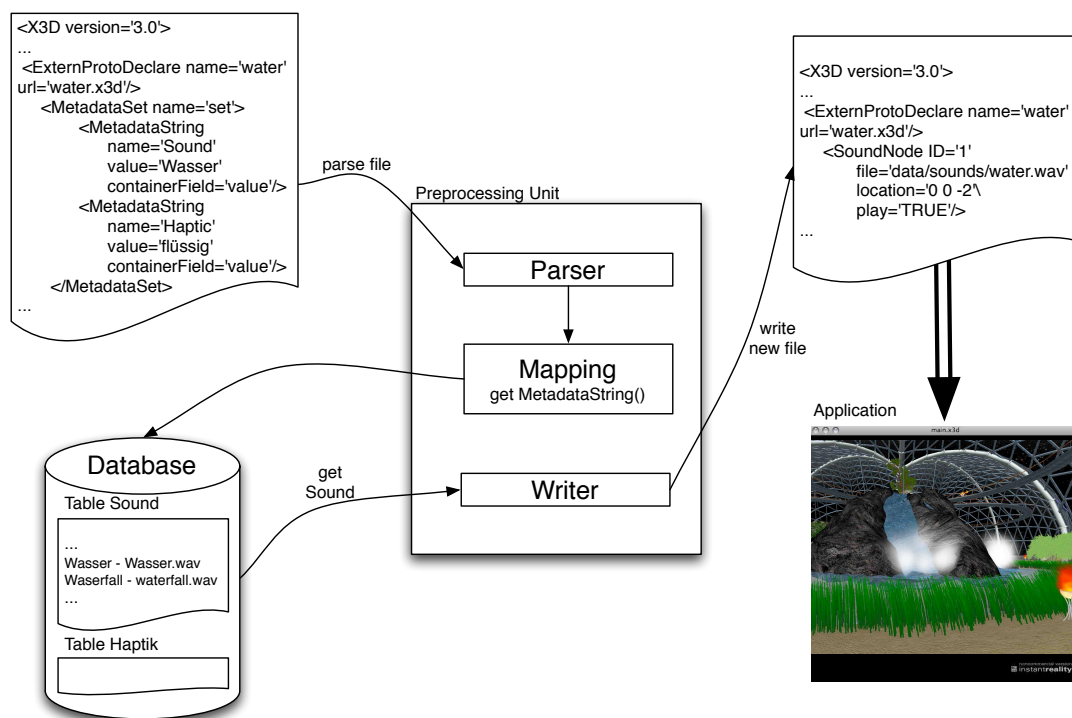 <X3D version='3.0'>
...
<ExternProtoDeclare name='water'
url='water.x3d'/>
<MetadataSet name='set'>
<MetadataString
name='Sound'
value='Wasser'
containerField='value'/>
<MetadataString
name='Haptic'
value='flüssig'
containerField='value'/>
</MetadataSet>
...
parse file
Preprocessing Unit
Parser
Mapping
get MetadataString()
Writer
Database
Table Sound
...
Wasser - Wasser.wav
Waserfall - waterfall.wav
...
Table Haptik
get
Sound
write
new file
<X3D version='3.0'>
...
<ExternProtoDeclare name='water'
url='water.x3d'/>
<SoundNode ID='1'
file='data/sounds/water.wav'
location='0 0 -2'\
play='TRUE'/>
...
Application
main.x3d
noncommercial version
instantreality